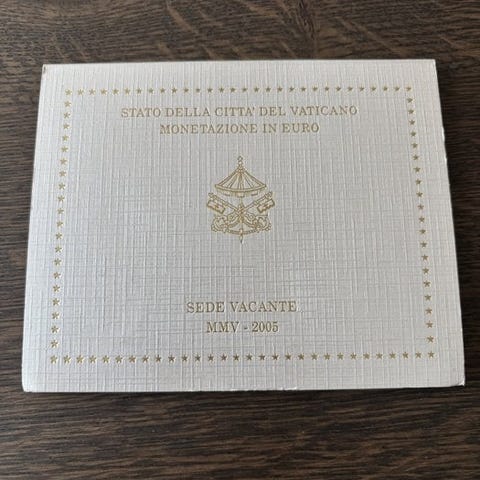 STATO DELLA CITTA' DEL VATICANO
MONETAZIONE IN EURO
SEDE VACANTE
MMV - 2005